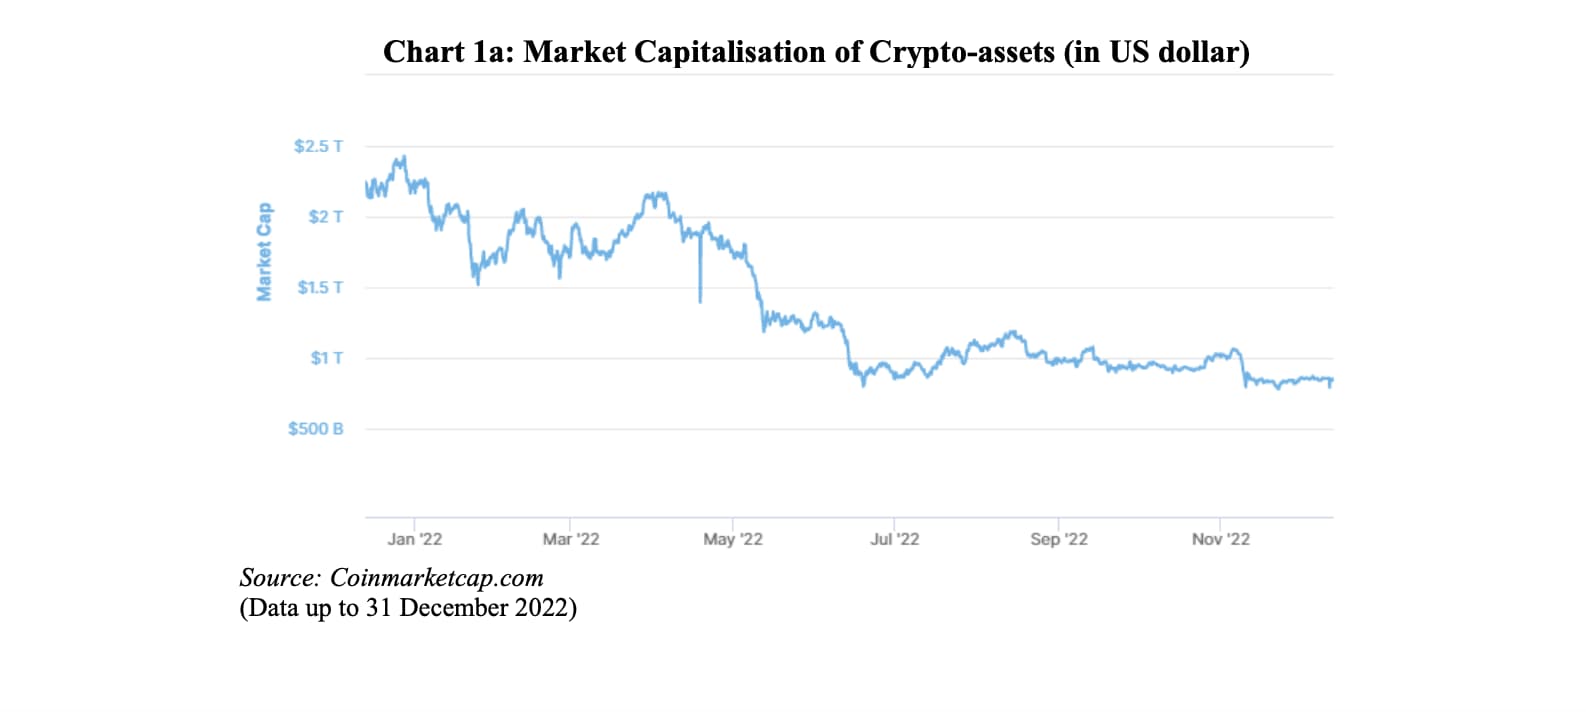 Chart 1a: Market Capitalisation of Crypto-assets (in US dollar)
Market Cap
$2.5 T
$2 T
$1.5 T
$1 T
$500 B
Jan '22 Mar '22 May '22 Jul '22 Sep '22 Nov '22
Source: Coinmarketcap.com
(Data up to 31 December 2022)